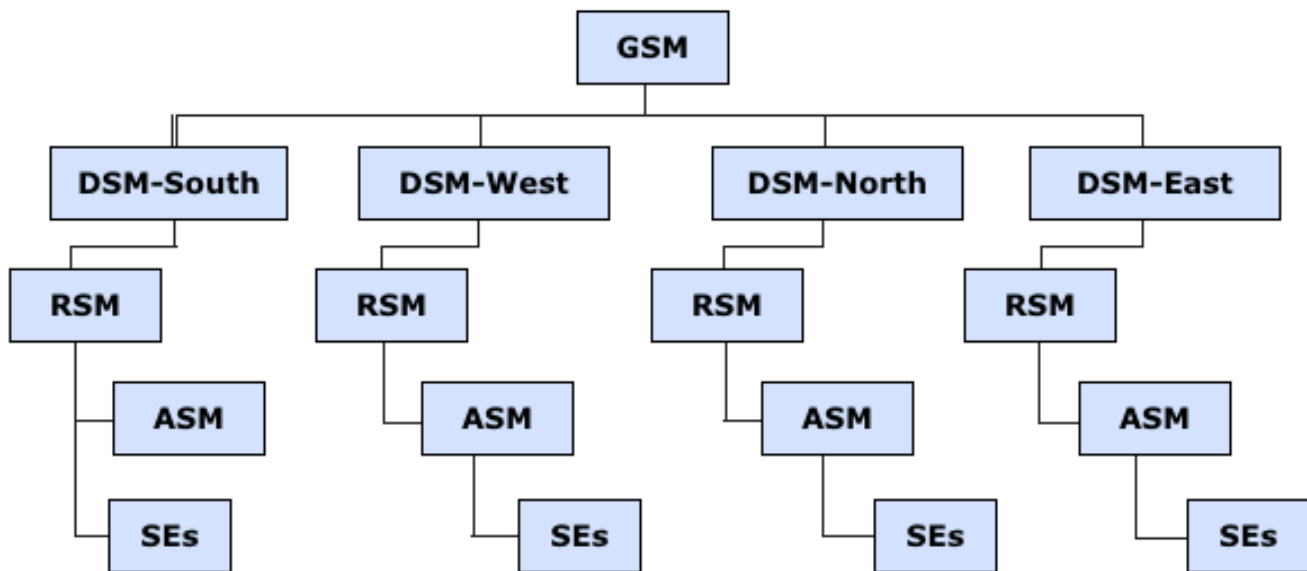 GSM
DSM-South
DSM-West
DSM-North
DSM-East
RSM
RSM
RSM
RSM
ASM
ASM
ASM
ASM
SEs
SEs
SEs
SEs